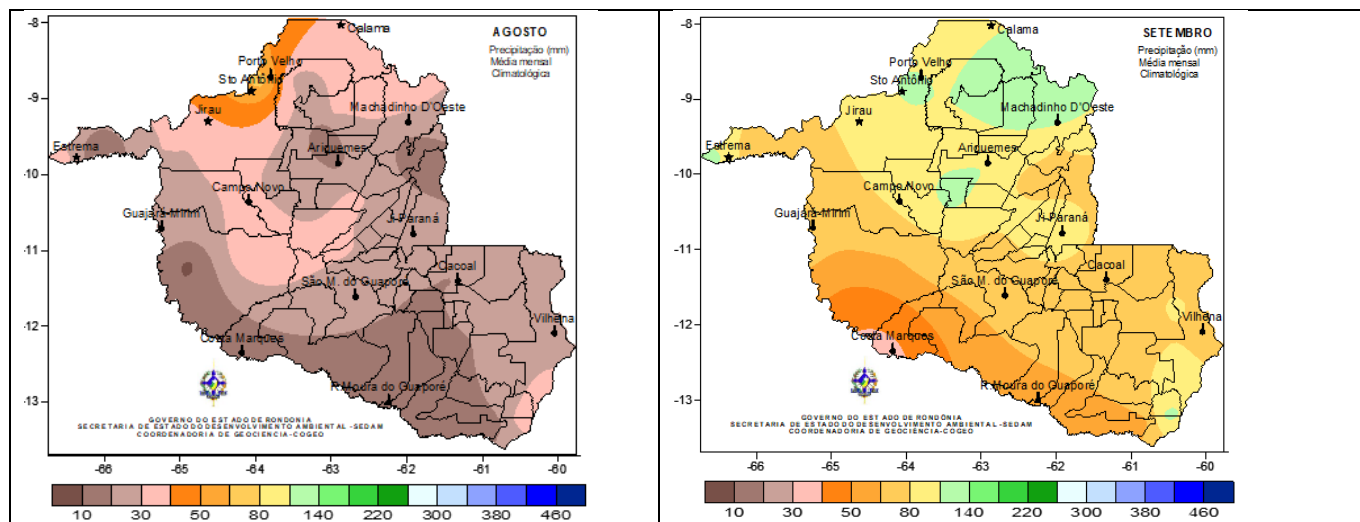 AGOSTO
Precipitação (mm)
Média mensal
Climatológica
-8
-9
-10
-11
-12
-13
Calama
Porto Velho
Sto Antônio
Jirau
Machadinho D'Oeste
Estrema
Ariquemes
Campo Novo
Guajará-Mirim
Ji-Paraná
Cacoal
São M. do Guaporé
Vilhena
Costa Marques
R.Moura do Guaporé
GOVERNO DO ESTADO DE RONDONIA
SECRETARIA DE ESTADO DO DESENVOLVIMENTO AMBIENTAL -SEDAM
COORDENADORIA DE GEOCIÊNCIA-COGEO
-66 -65 -64 -63 -62 -61 -60
10 30 50 80 140 220 300 380 460
SETEMBRO
Precipitação (mm)
Média mensal
Climatológica
-8
-9
-10
-11
-12
-13
Calama
Porto Velho
Sto Antônio
Jirau
Machadinho D'Oeste
Estrema
Ariquemes
Campo Novo
Guajará-Mirim
Ji-Paraná
Cacoal
São M. do Guaporé
Vilhena
Costa Marques
R.Moura do Guaporé
GOVERNO DO ESTADO DE RONDÔNIA
SECRETARIA DE ESTADO DO DESENVOLVIMENTO AMBIENTAL -SEDAM
COORDENADORIA DE GEOCIÊNCIA-COGEO
-66 -65 -64 -63 -62 -61 -60
10 30 50 80 140 220 300 380 460